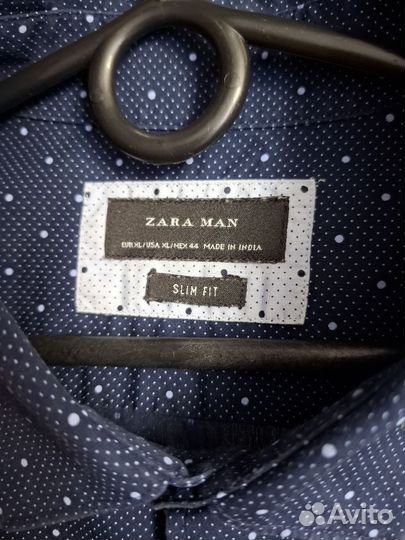 ZARA MAN
EUR XL/USA XL/MEX 44 MADE IN INDIA
SLIM FIT
Avito